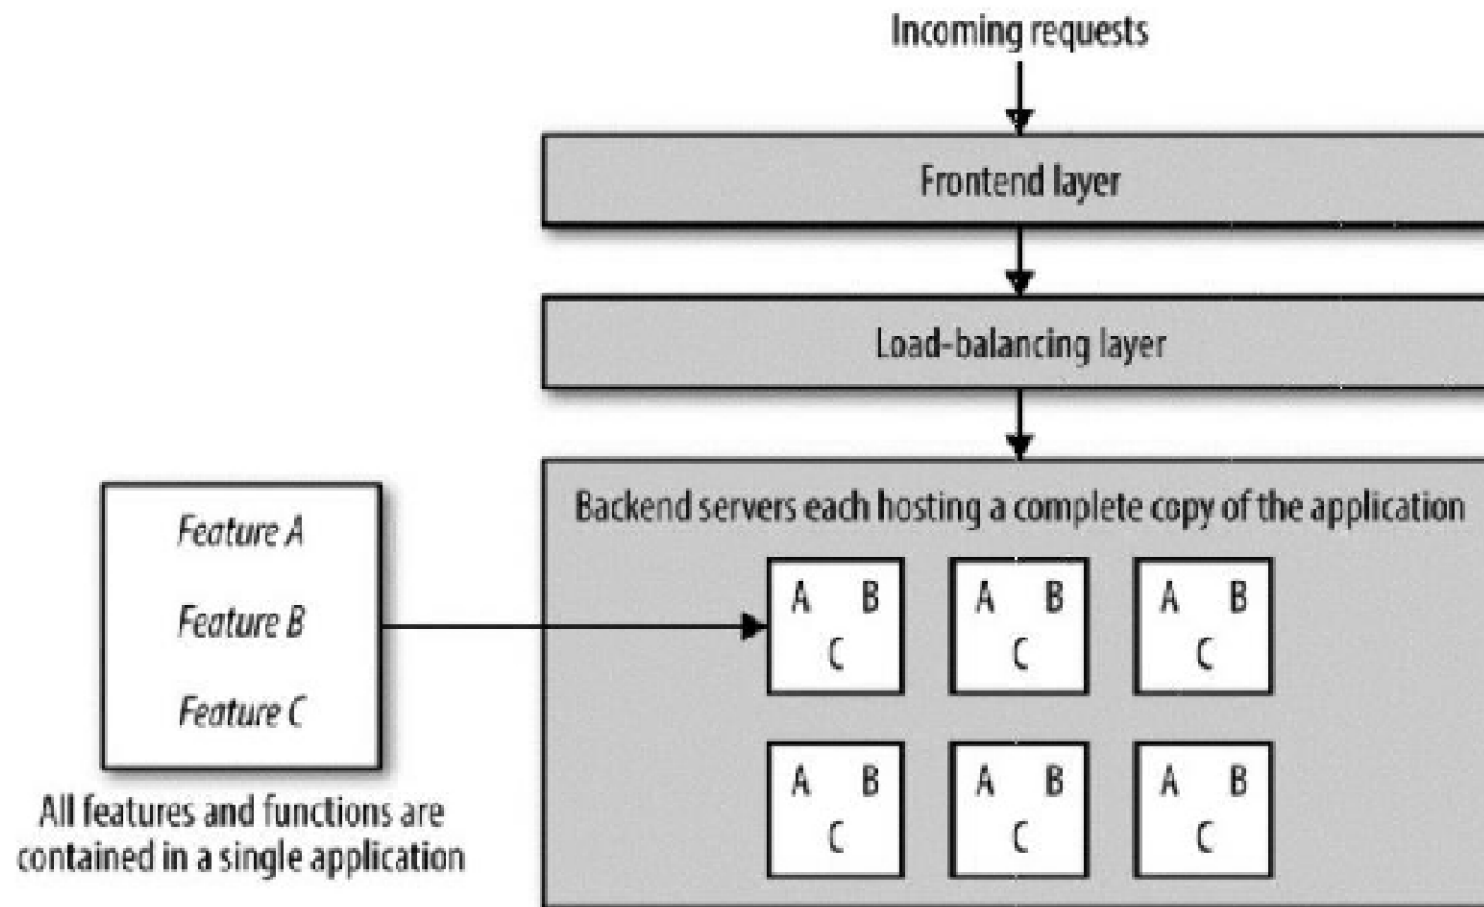 Incoming requests
Frontend layer
Load-balancing layer
Backend servers each hosting a complete copy of the application
Feature A
Feature B
Feature C
All features and functions are
contained in a single application
A B A B A B
C C C
A B A B A B
C C C